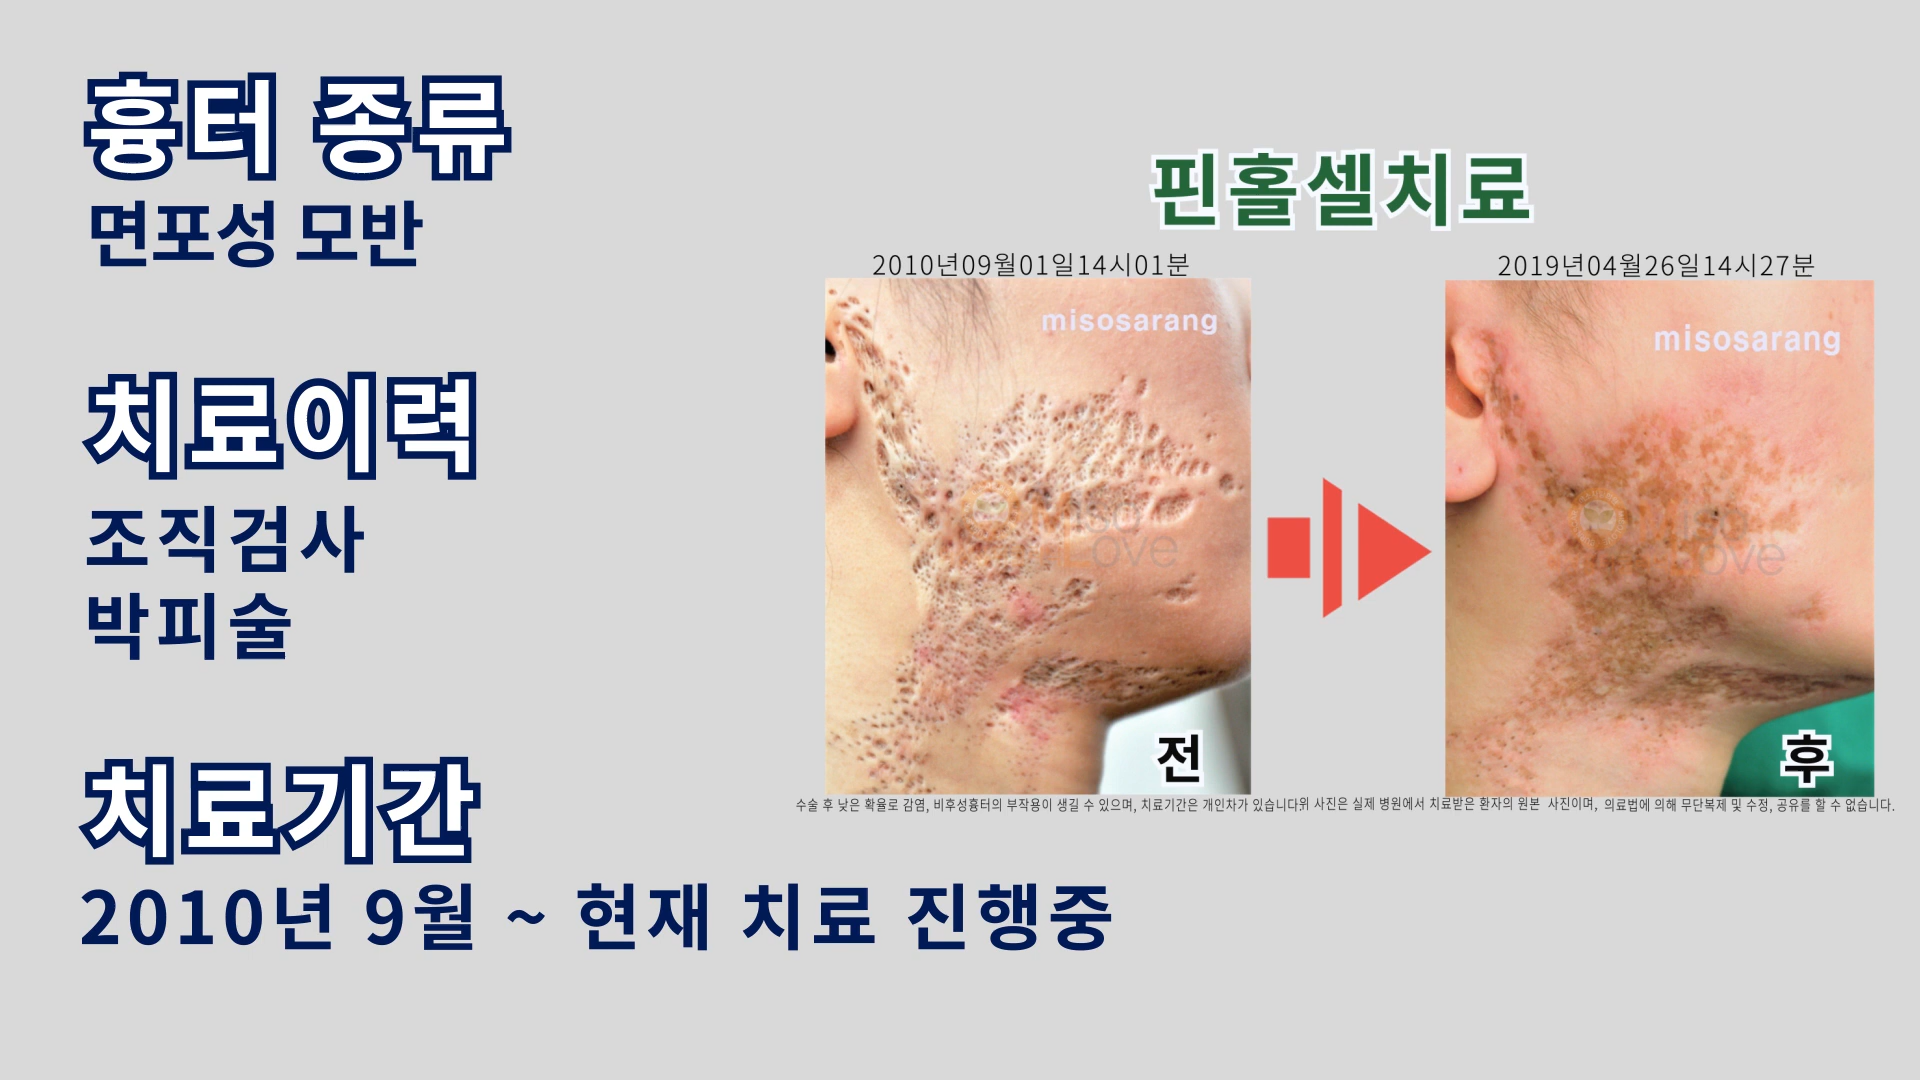 흉터 종류
면포성 모반
치료이력
조직검사
박피술
치료기간
2010년 9월 ~ 현재 치료 진행중
핀홀셀치료
2010년09월01일14시01분
2019년04월26일14시27분
misosarang
misosarang
miso
Love
miso
Love
전
후
수술 후 낮은 확율로 감염, 비후성흉터의 부작용이 생길 수 있으며, 치료기간은 개인차가 있습니다위 사진은 실제 병원에서 치료받은 환자의 원본 사진이며, 의료법에 의해 무단복제 및 수정, 공유를 할 수 없습니다.